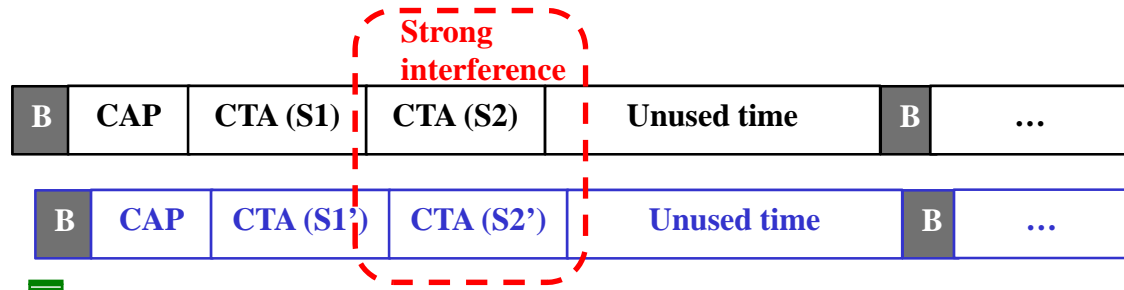 Strong
interference
B CAP CTA (S1) CTA (S2) Unused time B …
B CAP CTA (S1’) CTA (S2’) Unused time B …